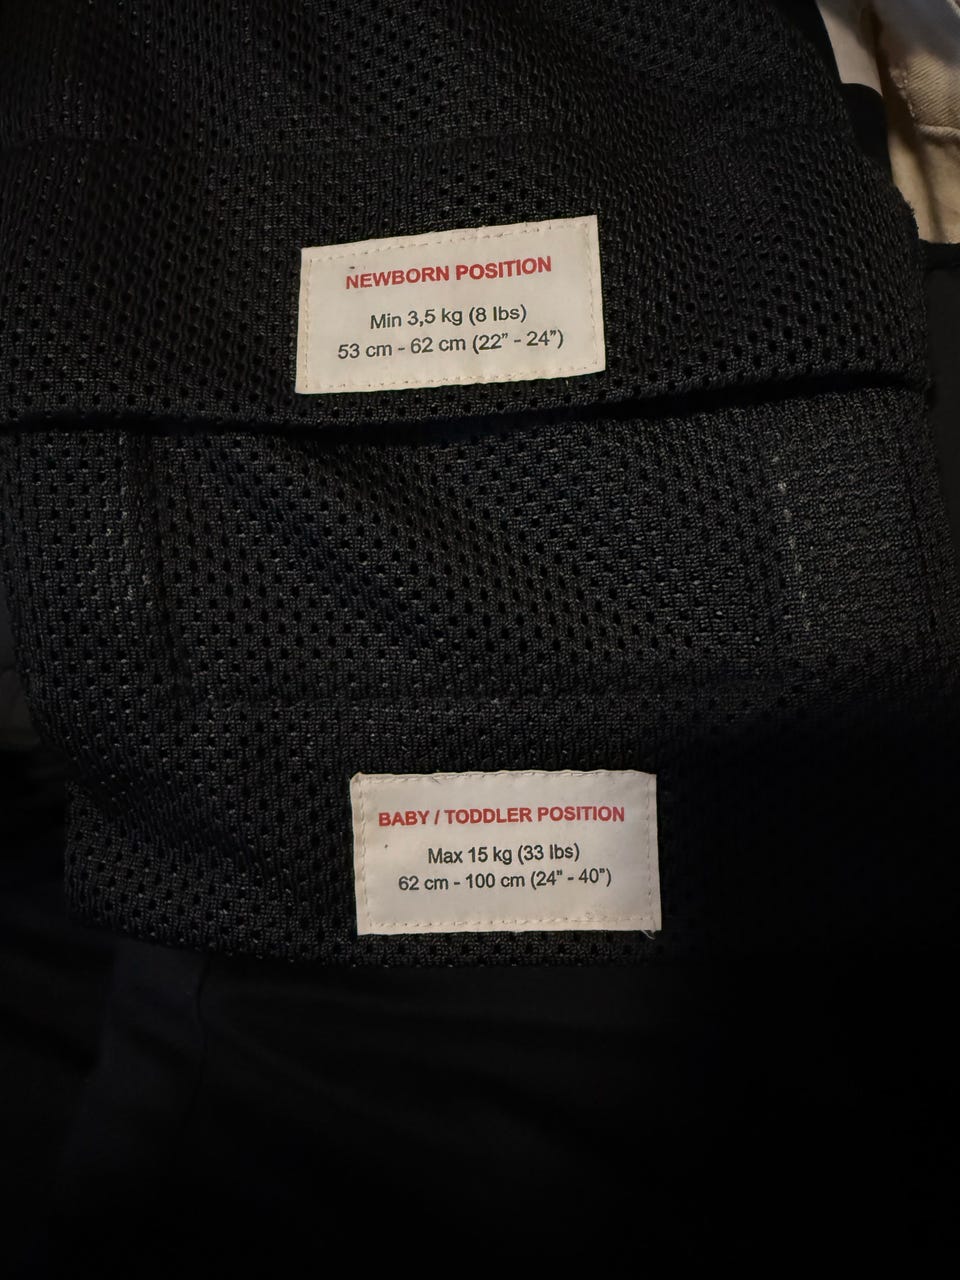 NEWBORN POSITION
Min 3,5 kg (8 lbs)
53 cm - 62 cm (22” - 24”)
BABY / TODDLER POSITION
Max 15 kg (33 lbs)
62 cm - 100 cm (24” - 40”)